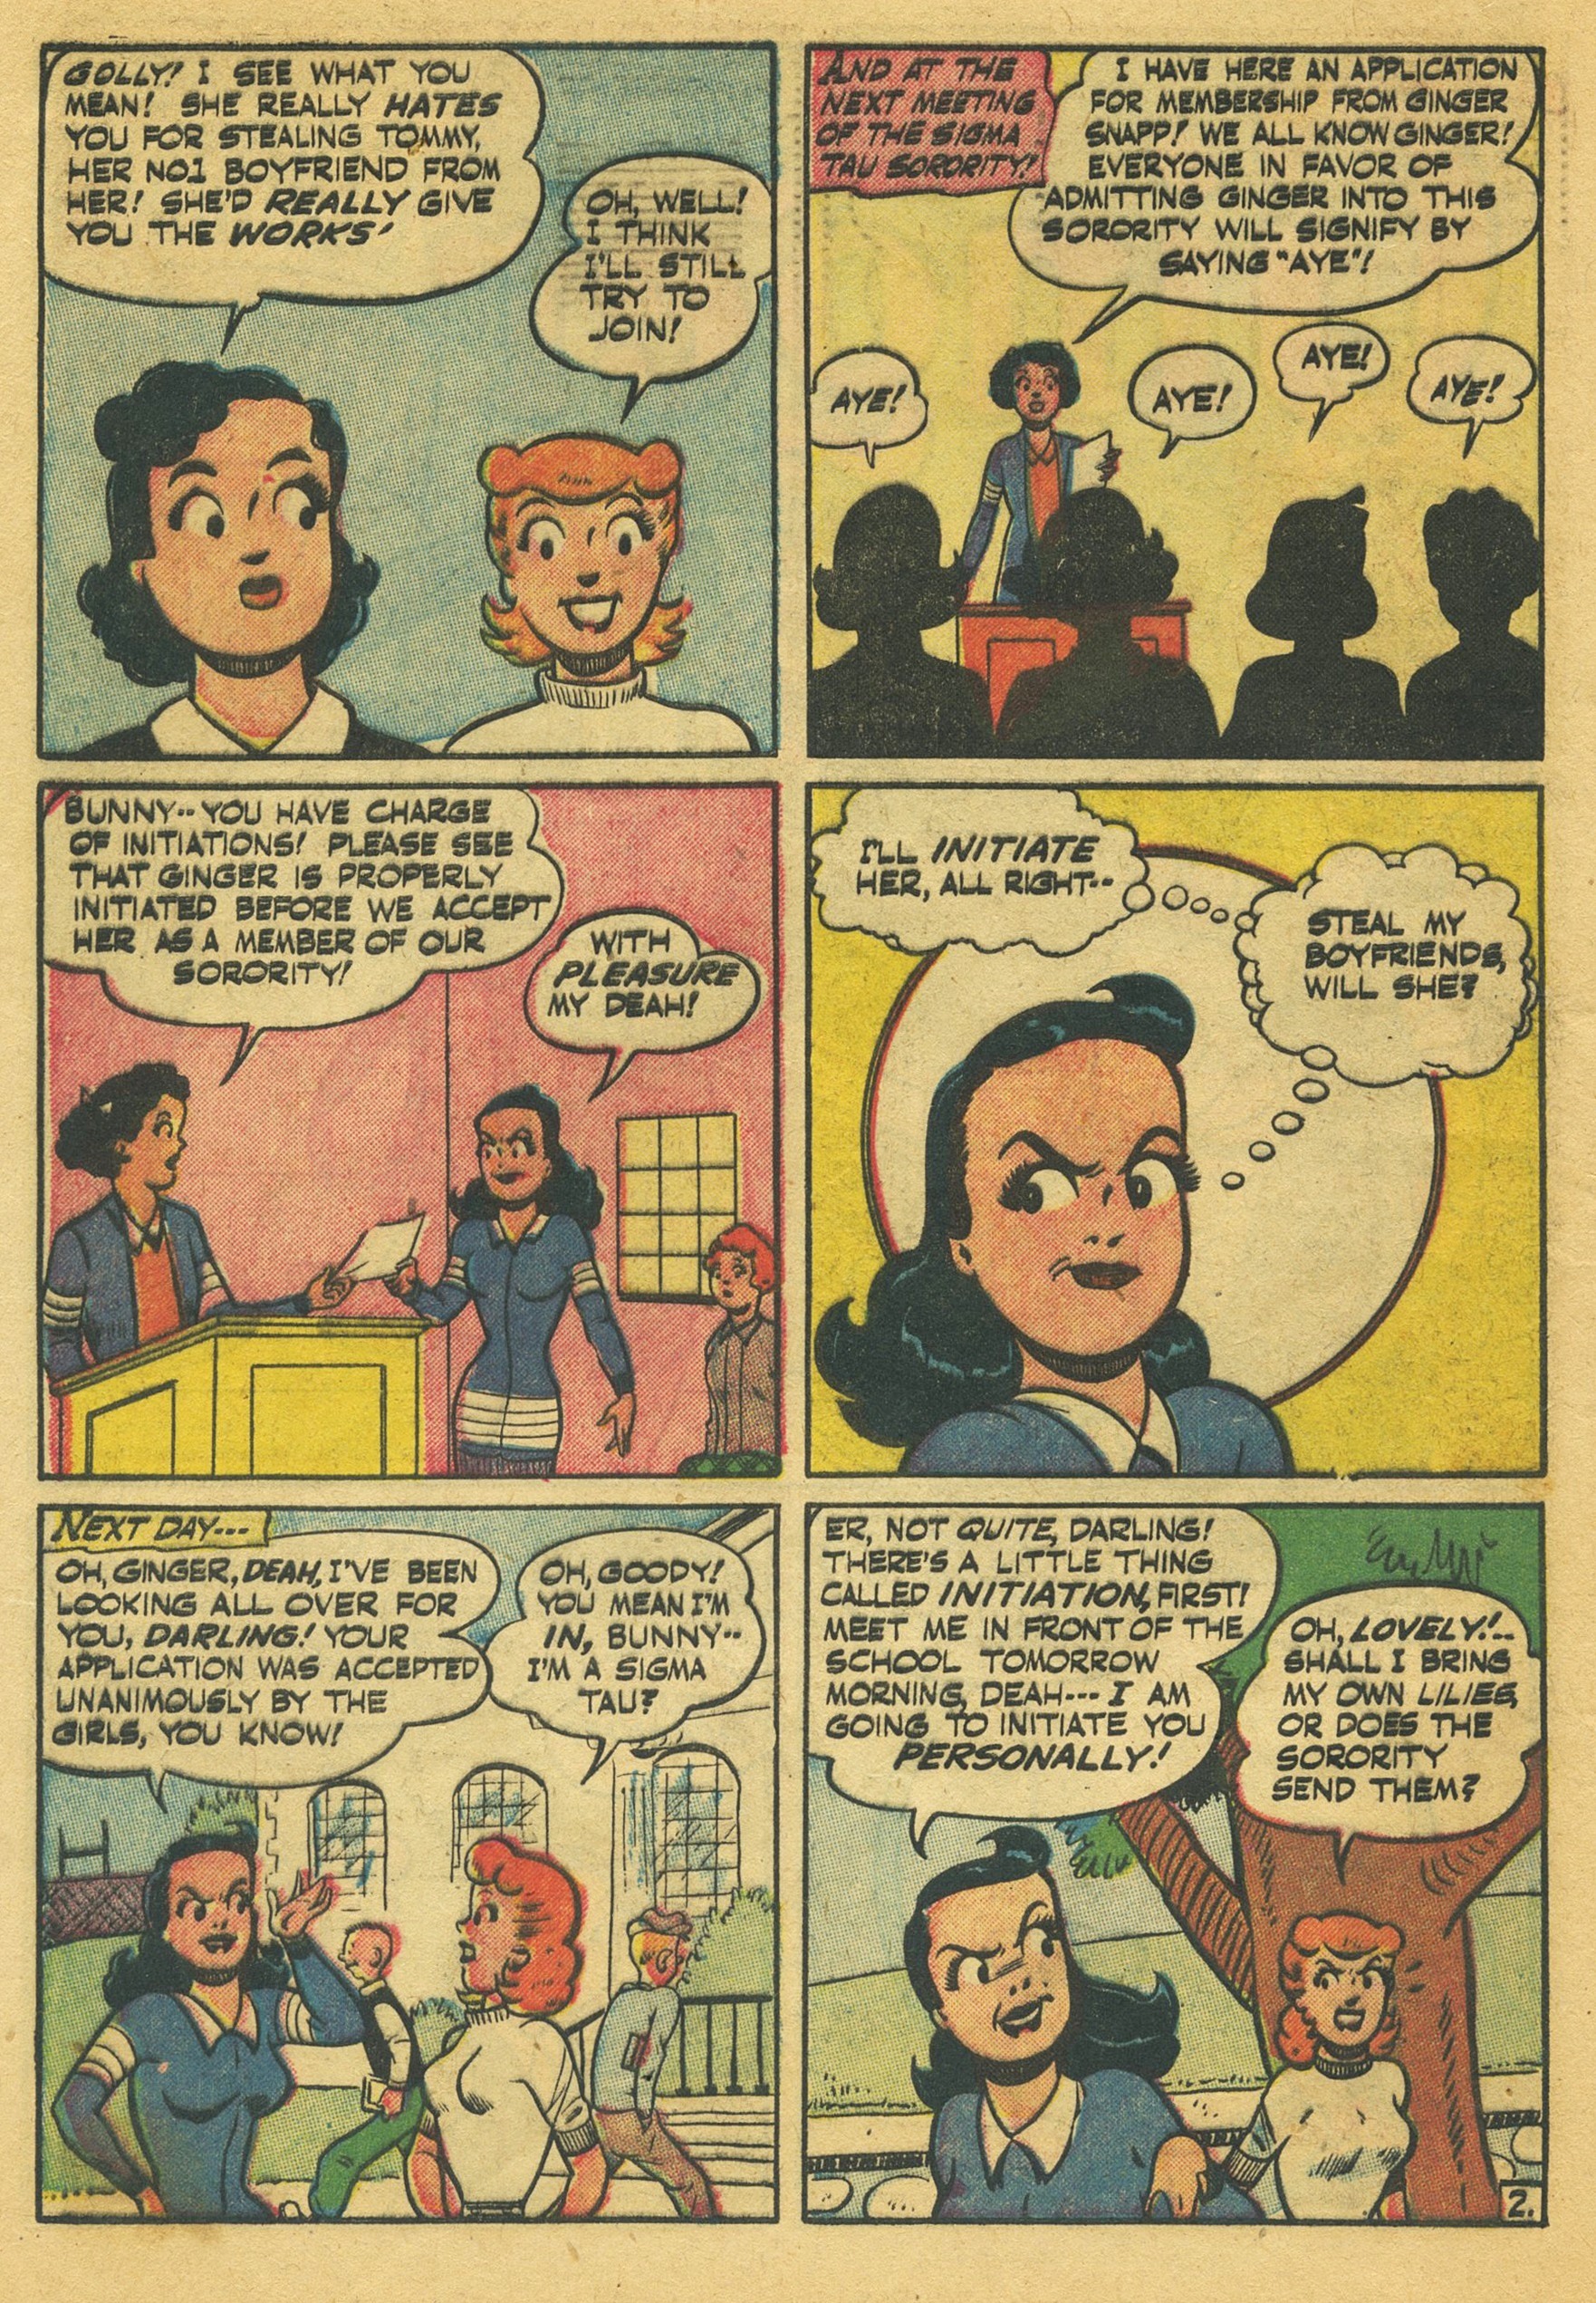 GOLLY! I SEE WHAT YOU
MEAN! SHE REALLY HATES
YOU FOR STEALING TOMMY,
HER NO1 BOYFRIEND FROM
HER! SHE'D REALLY GIVE
YOU THE WORKS'
OH, WELL!
I THINK
I'LL STILL
TRY TO
JOIN!
AND AT THE
NEXT MEETING
OF THE SIGMA
TAU SORORITY!
I HAVE HERE AN APPLICATION
FOR MEMBERSHIP FROM GINGER
SNAPP! WE ALL KNOW GINGER!
EVERYONE IN FAVOR OF
ADMITTING GINGER INTO THIS
SORORITY WILL SIGNIFY BY
SAYING "AYE"!
AYE!
AYE!
AYE!
AYE!
BUNNY-- YOU HAVE CHARGE
OF INITIATIONS! PLEASE SEE
THAT GINGER IS PROPERLY
INITIATED BEFORE WE ACCEPT
HER AS A MEMBER OF OUR
SORORITY!
WITH
PLEASURE
MY DEAH!
I'LL INITIATE
HER, ALL RIGHT--
STEAL MY
BOYFRIENDS,
WILL SHE?
NEXT DAY---
OH, GINGER, DEAH, I'VE BEEN
LOOKING ALL OVER FOR
YOU, DARLING! YOUR
APPLICATION WAS ACCEPTED
UNANIMOUSLY BY THE
GIRLS, YOU KNOW!
OH, GOODY!
YOU MEAN I'M
IN, BUNNY--
I'M A SIGMA
TAU?
ER, NOT QUITE, DARLING!
THERE'S A LITTLE THING
CALLED INITIATION, FIRST!
MEET ME IN FRONT OF THE
SCHOOL TOMORROW
MORNING, DEAH--- I AM
GOING TO INITIATE YOU
PERSONALLY!
OH, LOVELY!--
SHALL I BRING
MY OWN LILIES,
OR DOES THE
SORORITY
SEND THEM?
2.